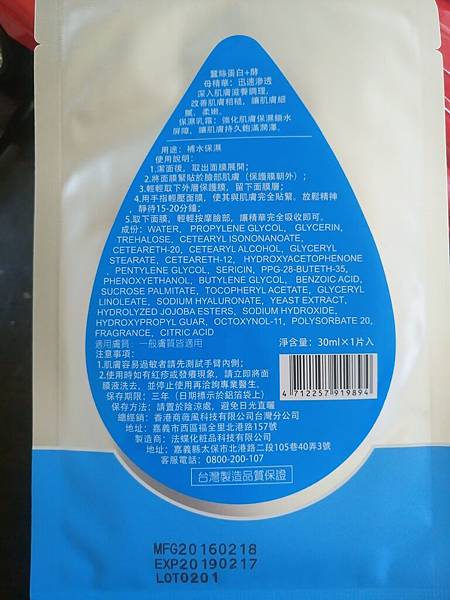 蠶絲蛋白+酵
母精華：迅速滲透
深入肌膚滋養調理，
改善肌膚粗糙，讓肌膚細
膩、柔嫩。
保濕乳霜：強化肌膚保濕鎖水
屏障，讓肌膚持久飽滿潤澤。
用途：補水保濕
使用說明：
1.潔面後，取出面膜展開；
2.將面膜緊貼於臉部肌膚（保護膜朝外）；
3.輕輕取下外層保護膜，留下面膜層；
4.用手指輕壓面膜，使其與肌膚完全貼緊。放鬆精神
，靜待15-20分鐘；
5.取下面膜，輕輕按摩臉部，讓精華完全吸收即可。
成份：WATER, PROPYLENE GLYCOL, GLYCERIN,
TREHALOSE, CETEARYL ISONONANOATE,
CETEARETH-20, CETEARYL ALCOHOL, GLYCERYL
STEARATE, CETEARETH-12, HYDROXYACETOPHENONE
, PENTYLENE GLYCOL, SERICIN, PPG-28-BUTETH-35,
PHENOXYETHANOL, BUTYLENE GLYCOL, BENZOIC ACID,
SUCROSE PALMITATE, TOCOPHERYL ACETATE, GLYCERYL
LINOLEATE, SODIUM HYALURONATE, YEAST EXTRACT,
HYDROLYZED JOJOBA ESTERS, SODIUM HYDROXIDE,
HYDROXYPROPYL GUAR, OCTOXYNOL-11, POLYSORBATE 20,
FRAGRANCE, CITRIC ACID
適用膚質：一般膚質皆適用
淨含量：30ml×1片入
注意事項：
1.肌膚容易過敏者請先測試手臂內側；
2.使用時如有紅疹或發癢現象，請立即將面
膜液洗去，並停止使用再洽詢專業醫生。
4 712257 919894
保存期限：三年（日期標示於鋁箔袋上）
保存方法：請置於陰涼處，避免日光直曬
總經銷：香港商薇風科技有限公司台灣分公司
地址：嘉義市西區福全里北港路157號
製造商：法蝶化粧品科技有限公司
地址：嘉義縣太保市北港路二段105巷40弄3號
客服電話：0800-200-107
台灣製造品質保證
MFG20160218
EXP20190217
LOT0201